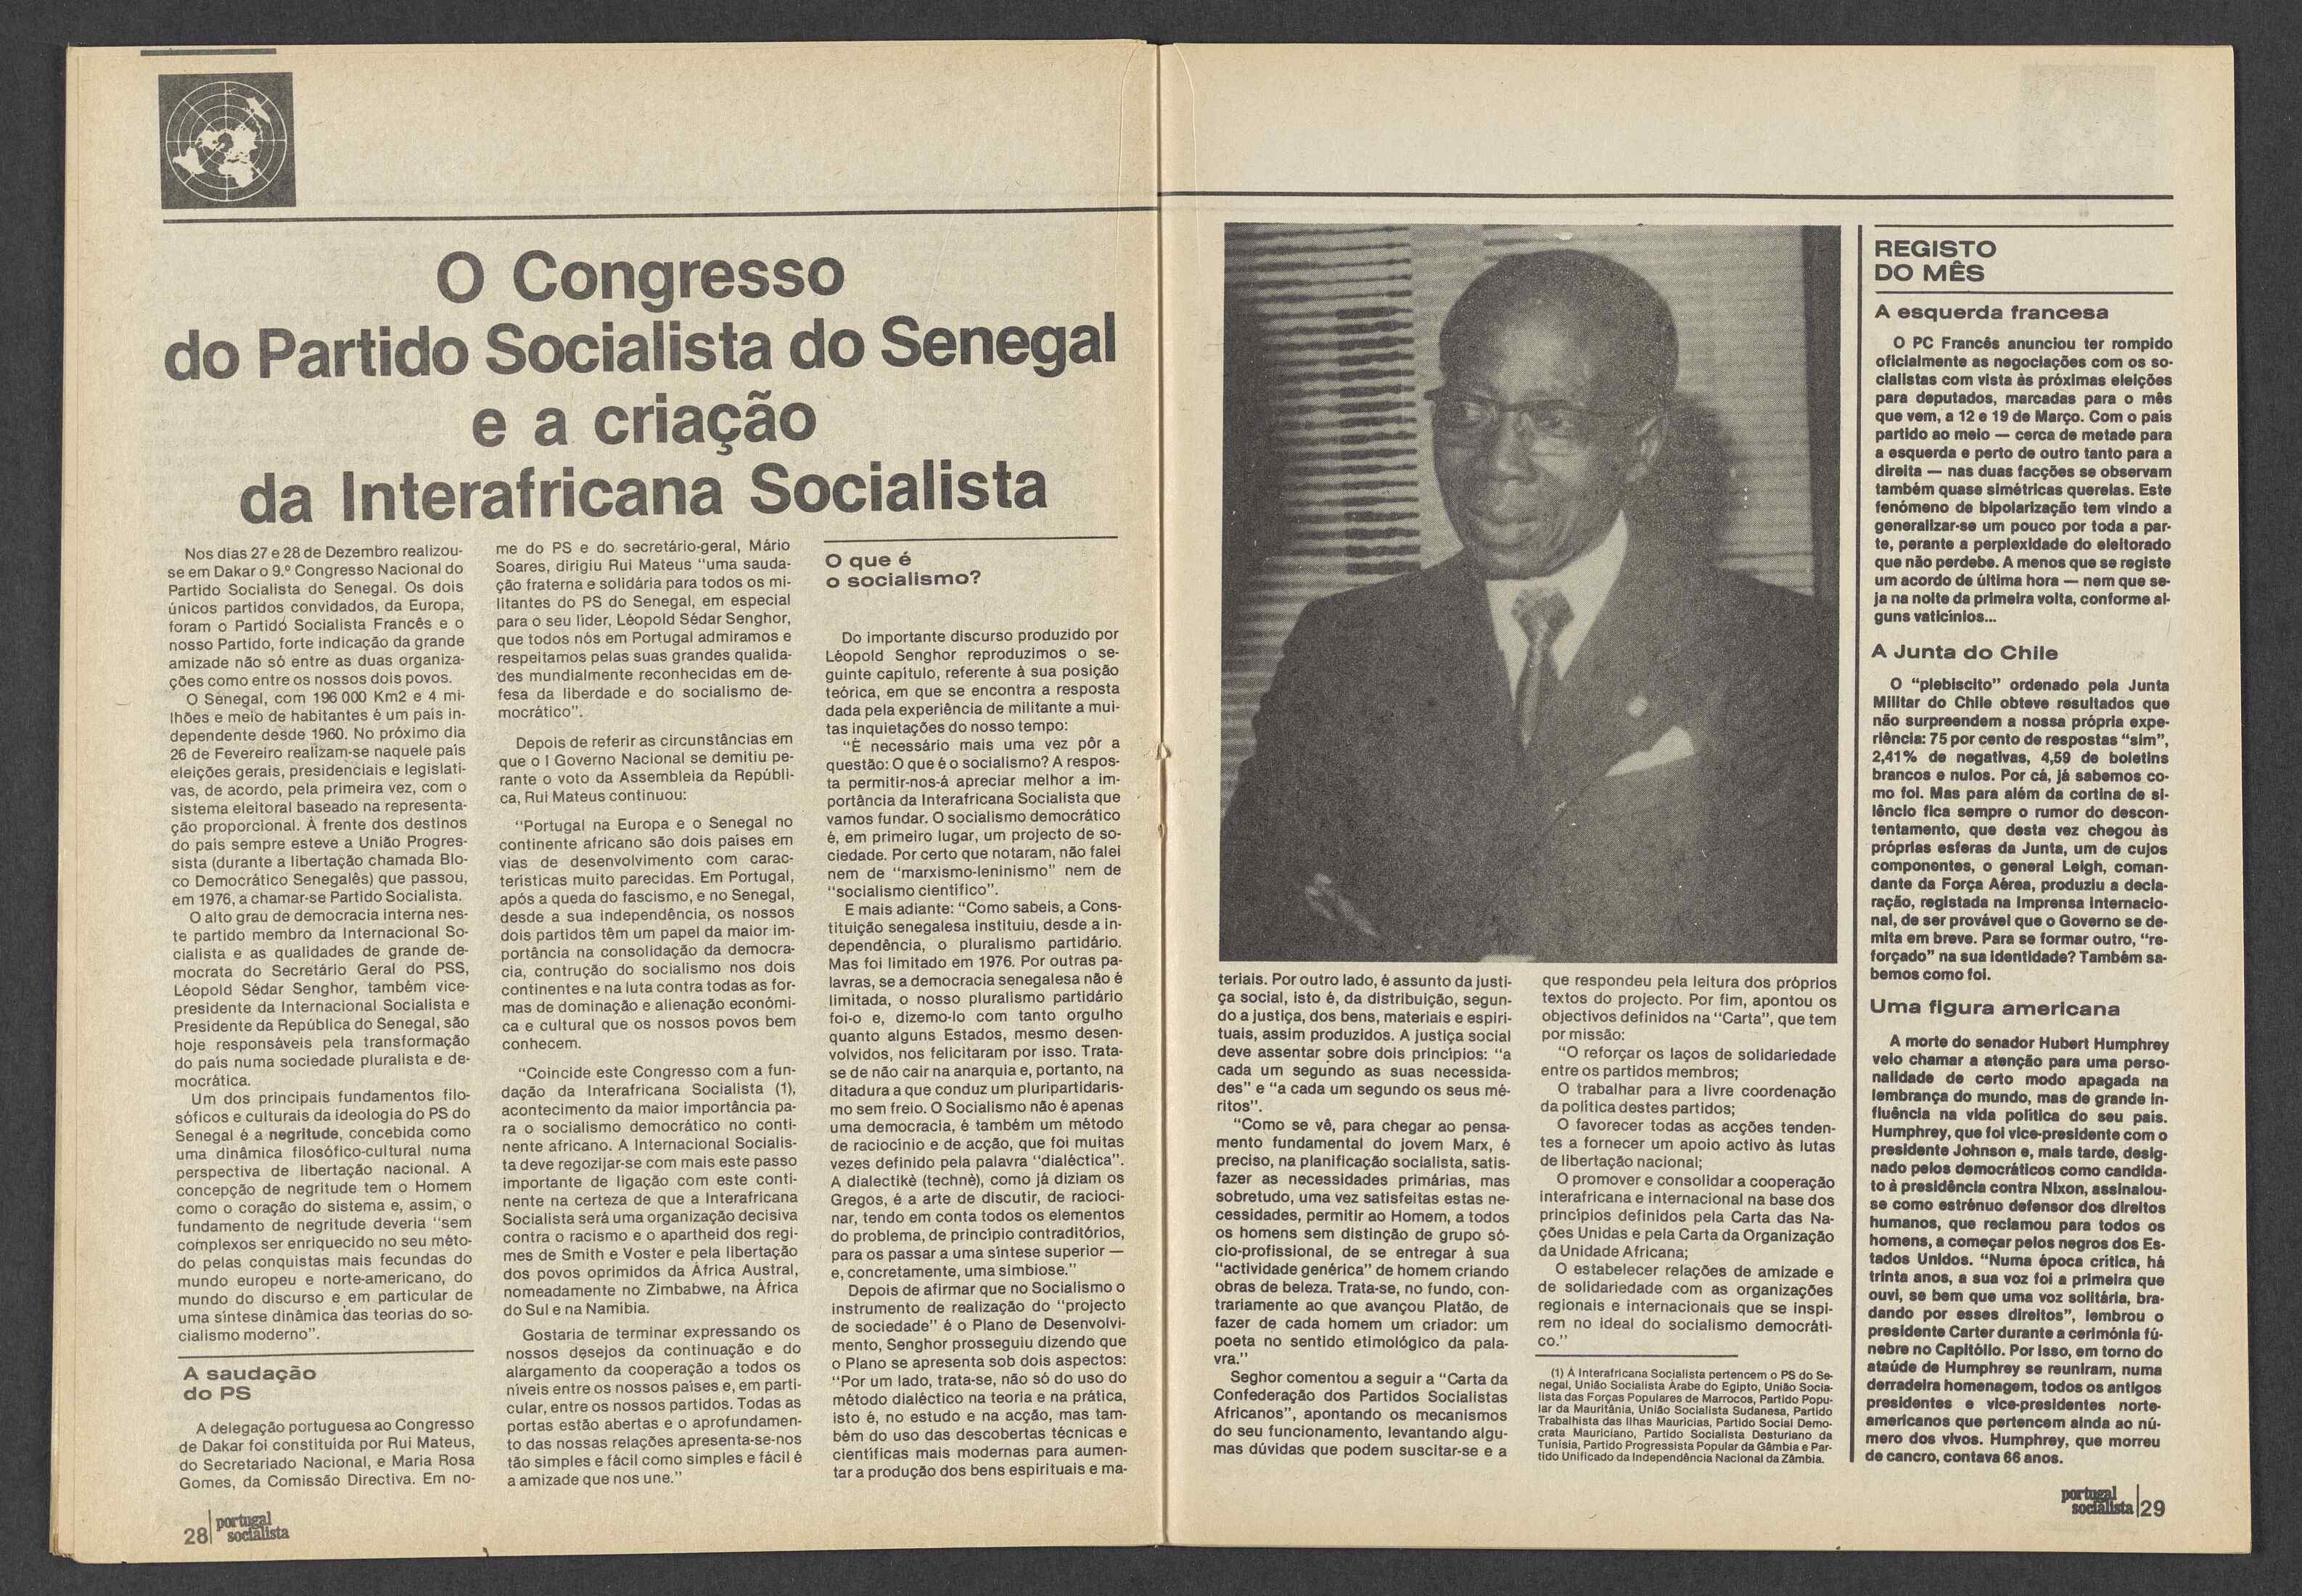 O Congresso
do Partido Socialista do Senegal
e a criação
da Interafricana Socialista
Nos dias 27 e 28 de Dezembro realizou-
se em Dakar o 9.º Congresso Nacional do
Partido Socialista do Senegal. Os dois
únicos partidos convidados, da Europa,
foram o Partido Socialista Francês e o
nosso Partido, forte indicação da grande
amizade não só entre as duas organiza-
ções como entre os nossos dois povos.
O Senegal, com 196 000 Km2 e 4 mi-
lhões e meio de habitantes é um país in-
dependente desde 1960. No próximo dia
26 de Fevereiro realizam-se naquele país
eleições gerais, presidenciais e legislati-
vas, de acordo, pela primeira vez, com o
sistema eleitoral baseado na representa-
ção proporcional. À frente dos destinos
do país sempre esteve a União Progres-
sista (durante a libertação chamada Blo-
co Democrático Senegalês) que passou,
em 1976, a chamar-se Partido Socialista.
O alto grau de democracia interna nes-
te partido membro da Internacional So-
cialista e as qualidades de grande de-
mocrata do Secretário Geral do PSS,
Léopold Sédar Senghor, também vice-
presidente da Internacional Socialista e
Presidente da República do Senegal, são
hoje responsáveis pela transformação
do país numa sociedade pluralista e de-
mocrática.
Um dos principais fundamentos filo-
sóficos e culturais da ideologia do PS do
Senegal é a negritude, concebida como
uma dinâmica filosófico-cultural numa
perspectiva de libertação nacional. A
concepção de negritude tem o Homem
como o coração do sistema e, assim, o
fundamento de negritude deveria "sem
complexos ser enriquecido no seu méto-
do pelas conquistas mais fecundas do
mundo europeu e norte-americano, do
mundo do discurso e em particular de
uma síntese dinâmica das teorias do so-
cialismo moderno".
A saudação
do PS
A delegação portuguesa ao Congresso
de Dakar foi constituída por Rui Mateus,
do Secretariado Nacional, e Maria Rosa
Gomes, da Comissão Directiva. Em no-
me do PS e do secretário-geral, Mário
Soares, dirigiu Rui Mateus "uma sauda-
ção fraterna e solidária para todos os mi-
litantes do PS do Senegal, em especial
para o seu líder, Léopold Sédar Senghor,
que todos nós em Portugal admiramos e
respeitamos pelas suas grandes qualida-
des mundialmente reconhecidas em de-
fesa da liberdade e do socialismo de-
mocrático".
Depois de referir as circunstâncias em
que o I Governo Nacional se demitiu pe-
rante o voto da Assembleia da Repúbli-
ca, Rui Mateus continuou:
"Portugal na Europa e o Senegal no
continente africano são dois países em
vias de desenvolvimento com carac-
terísticas muito parecidas. Em Portugal,
após a queda do fascismo, e no Senegal,
desde a sua independência, os nossos
dois partidos têm um papel da maior im-
portância na consolidação da democra-
cia, contrução do socialismo nos dois
continentes e na luta contra todas as for-
mas de dominação e alienação económi-
ca e cultural que os nossos povos bem
conhecem.
"Coincide este Congresso com a fun-
dação da Interafricana Socialista (1),
acontecimento da maior importância pa-
ra o socialismo democrático no conti-
nente africano. A Internacional Socialis-
ta deve regozijar-se com mais este passo
importante de ligação com este conti-
nente na certeza de que a Interafricana
Socialista será uma organização decisiva
contra o racismo e o apartheid dos regi-
mes de Smith e Voster e pela libertação
dos povos oprimidos da África Austral,
nomeadamente no Zimbabwe, na África
do Sul e na Namíbia.
Gostaria de terminar expressando os
nossos desejos da continuação e do
alargamento da cooperação a todos os
níveis entre os nossos países e, em parti-
cular, entre os nossos partidos. Todas as
portas estão abertas e o aprofundamen-
to das nossas relações apresenta-se-nos
tão simples e fácil como simples e fácil é
a amizade que nos une."
O que é
o socialismo?
Do importante discurso produzido por
Léopold Senghor reproduzimos o se-
guinte capítulo, referente à sua posição
teórica, em que se encontra a resposta
dada pela experiência de militante a mui-
tas inquietações do nosso tempo:
"É necessário mais uma vez pôr a
questão: O que é o socialismo? A respos-
ta permitir-nos-á apreciar melhor a im-
portância da Interafricana Socialista que
vamos fundar. O socialismo democrático
é, em primeiro lugar, um projecto de so-
ciedade. Por certo que notaram, não falei
nem de "marxismo-leninismo" nem de
"socialismo científico".
E mais adiante: "Como sabeis, a Cons-
tituição senegalesa instituiu, desde a in-
dependência, o pluralismo partidário.
Mas foi limitado em 1976. Por outras pa-
lavras, se a democracia senegalesa não é
limitada, o nosso pluralismo partidário
foi-o e, dizemo-lo com tanto orgulho
quanto alguns Estados, mesmo desen-
volvidos, nos felicitaram por isso. Trata-
se de não cair na anarquia e, portanto, na
ditadura a que conduz um pluripartidaris-
mo sem freio. O Socialismo não é apenas
uma democracia, é também um método
de raciocínio e de acção, que foi muitas
vezes definido pela palavra "dialéctica".
A dialectikè (technè), como já diziam os
Gregos, é a arte de discutir, de racioci-
nar, tendo em conta todos os elementos
do problema, de princípio contraditórios,
para os passar a uma síntese superior —
e, concretamente, uma simbiose."
Depois de afirmar que no Socialismo o
instrumento de realização do "projecto
de sociedade" é o Plano de Desenvolvi-
mento, Senghor prosseguiu dizendo que
o Plano se apresenta sob dois aspectos:
"Por um lado, trata-se, não só do uso do
método dialéctico na teoria e na prática,
isto é, no estudo e na acção, mas tam-
bém do uso das descobertas técnicas e
científicas mais modernas para aumen-
tar a produção dos bens espirituais e ma-
28 portugal
socialista
teriais. Por outro lado, é assunto da justi-
ça social, isto é, da distribuição, segun-
do a justiça, dos bens, materiais e espiri-
tuais, assim produzidos. A justiça social
deve assentar sobre dois princípios: "a
cada um segundo as suas necessida-
des" e "a cada um segundo os seus mé-
ritos".
"Como se vê, para chegar ao pensa-
mento fundamental do jovem Marx, é
preciso, na planificação socialista, satis-
fazer as necessidades primárias, mas
sobretudo, uma vez satisfeitas estas ne-
cessidades, permitir ao Homem, a todos
os homens sem distinção de grupo só-
cio-profissional, de se entregar à sua
"actividade genérica" de homem criando
obras de beleza. Trata-se, no fundo, con-
trariamente ao que avançou Platão, de
fazer de cada homem um criador: um
poeta no sentido etimológico da pala-
vra."
Seghor comentou a seguir a "Carta da
Confederação dos Partidos Socialistas
Africanos", apontando os mecanismos
do seu funcionamento, levantando algu-
mas dúvidas que podem suscitar-se e a
que respondeu pela leitura dos próprios
textos do projecto. Por fim, apontou os
objectivos definidos na "Carta", que tem
por missão:
"O reforçar os laços de solidariedade
entre os partidos membros;
O trabalhar para a livre coordenação
da política destes partidos;
O favorecer todas as acções tenden-
tes a fornecer um apoio activo às lutas
de libertação nacional;
O promover e consolidar a cooperação
interafricana e internacional na base dos
princípios definidos pela Carta das Na-
ções Unidas e pela Carta da Organização
da Unidade Africana;
O estabelecer relações de amizade e
de solidariedade com as organizações
regionais e internacionais que se inspi-
rem no ideal do socialismo democráti-
co."
(1) À Interafricana Socialista pertencem o PS do Se-
negal, União Socialista Árabe do Egipto, União Socia-
lista das Forças Populares de Marrocos, Partido Popu-
lar da Mauritânia, União Socialista Sudanesa, Partido
Trabalhista das Ilhas Maurícias, Partido Social Demo-
crata Mauriciano, Partido Socialista Desturiano da
Tunísia, Partido Progressista Popular da Gâmbia e Par-
tido Unificado da Independência Nacional da Zâmbia.
REGISTO
DO MÊS
A esquerda francesa
O PC Francês anunciou ter rompido
oficialmente as negociações com os so-
cialistas com vista às próximas eleições
para deputados, marcadas para o mês
que vem, a 12 e 19 de Março. Com o país
partido ao meio — cerca de metade para
a esquerda e perto de outro tanto para a
direita — nas duas facções se observam
também quase simétricas querelas. Este
fenómeno de bipolarização tem vindo a
generalizar-se um pouco por toda a par-
te, perante a perplexidade do eleitorado
que não perdebe. A menos que se registe
um acordo de última hora — nem que se-
ja na noite da primeira volta, conforme al-
guns vaticínios...
A Junta do Chile
O "plebiscito" ordenado pela Junta
Militar do Chile obteve resultados que
não surpreendem a nossa própria expe-
riência: 75 por cento de respostas "sim",
2,41% de negativas, 4,59 de boletins
brancos e nulos. Por cá, já sabemos co-
mo foi. Mas para além da cortina de si-
lêncio fica sempre o rumor do descon-
tentamento, que desta vez chegou às
próprias esferas da Junta, um de cujos
componentes, o general Leigh, coman-
dante da Força Aérea, produziu a decla-
ração, registada na Imprensa internacio-
nal, de ser provável que o Governo se de-
mita em breve. Para se formar outro, "re-
forçado" na sua identidade? Também sa-
bemos como foi.
Uma figura americana
A morte do senador Hubert Humphrey
veio chamar a atenção para uma perso-
nalidade de certo modo apagada na
lembrança do mundo, mas de grande in-
fluência na vida política do seu país.
Humphrey, que foi vice-presidente com o
presidente Johnson e, mais tarde, desig-
nado pelos democráticos como candida-
to à presidência contra Nixon, assinalou-
se como estrénuo defensor dos direitos
humanos, que reclamou para todos os
homens, a começar pelos negros dos Es-
tados Unidos. "Numa época crítica, há
trinta anos, a sua voz foi a primeira que
ouvi, se bem que uma voz solitária, bra-
dando por esses direitos", lembrou o
presidente Carter durante a cerimónia fú-
nebre no Capitólio. Por isso, em torno do
ataúde de Humphrey se reuniram, numa
derradeira homenagem, todos os antigos
presidentes e vice-presidentes norte-
americanos que pertencem ainda ao nú-
mero dos vivos. Humphrey, que morreu
de cancro, contava 66 anos.
portugal
socialista 29